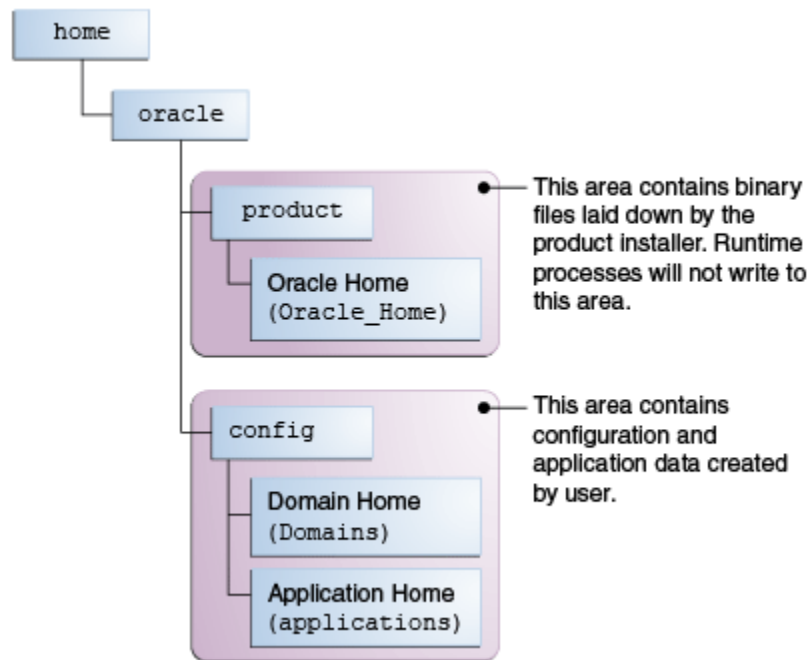 home
oracle
product
Oracle Home
(Oracle_Home)
This area contains binary
files laid down by the
product installer. Runtime
processes will not write to
this area.
config
Domain Home
(Domains)
Application Home
(applications)
This area contains
configuration and
application data created
by user.